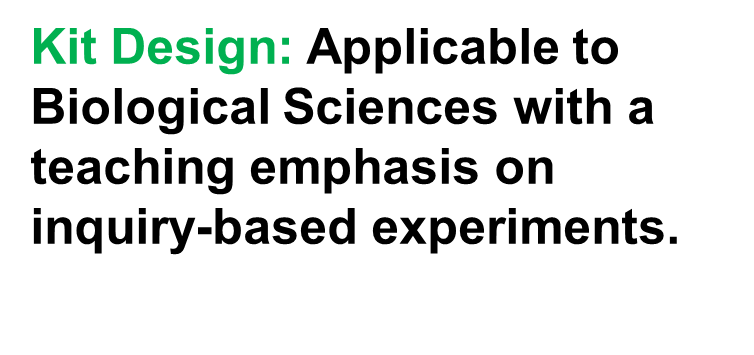 Kit Design: Applicable to
Biological Sciences with a
teaching emphasis on
inquiry-based experiments.